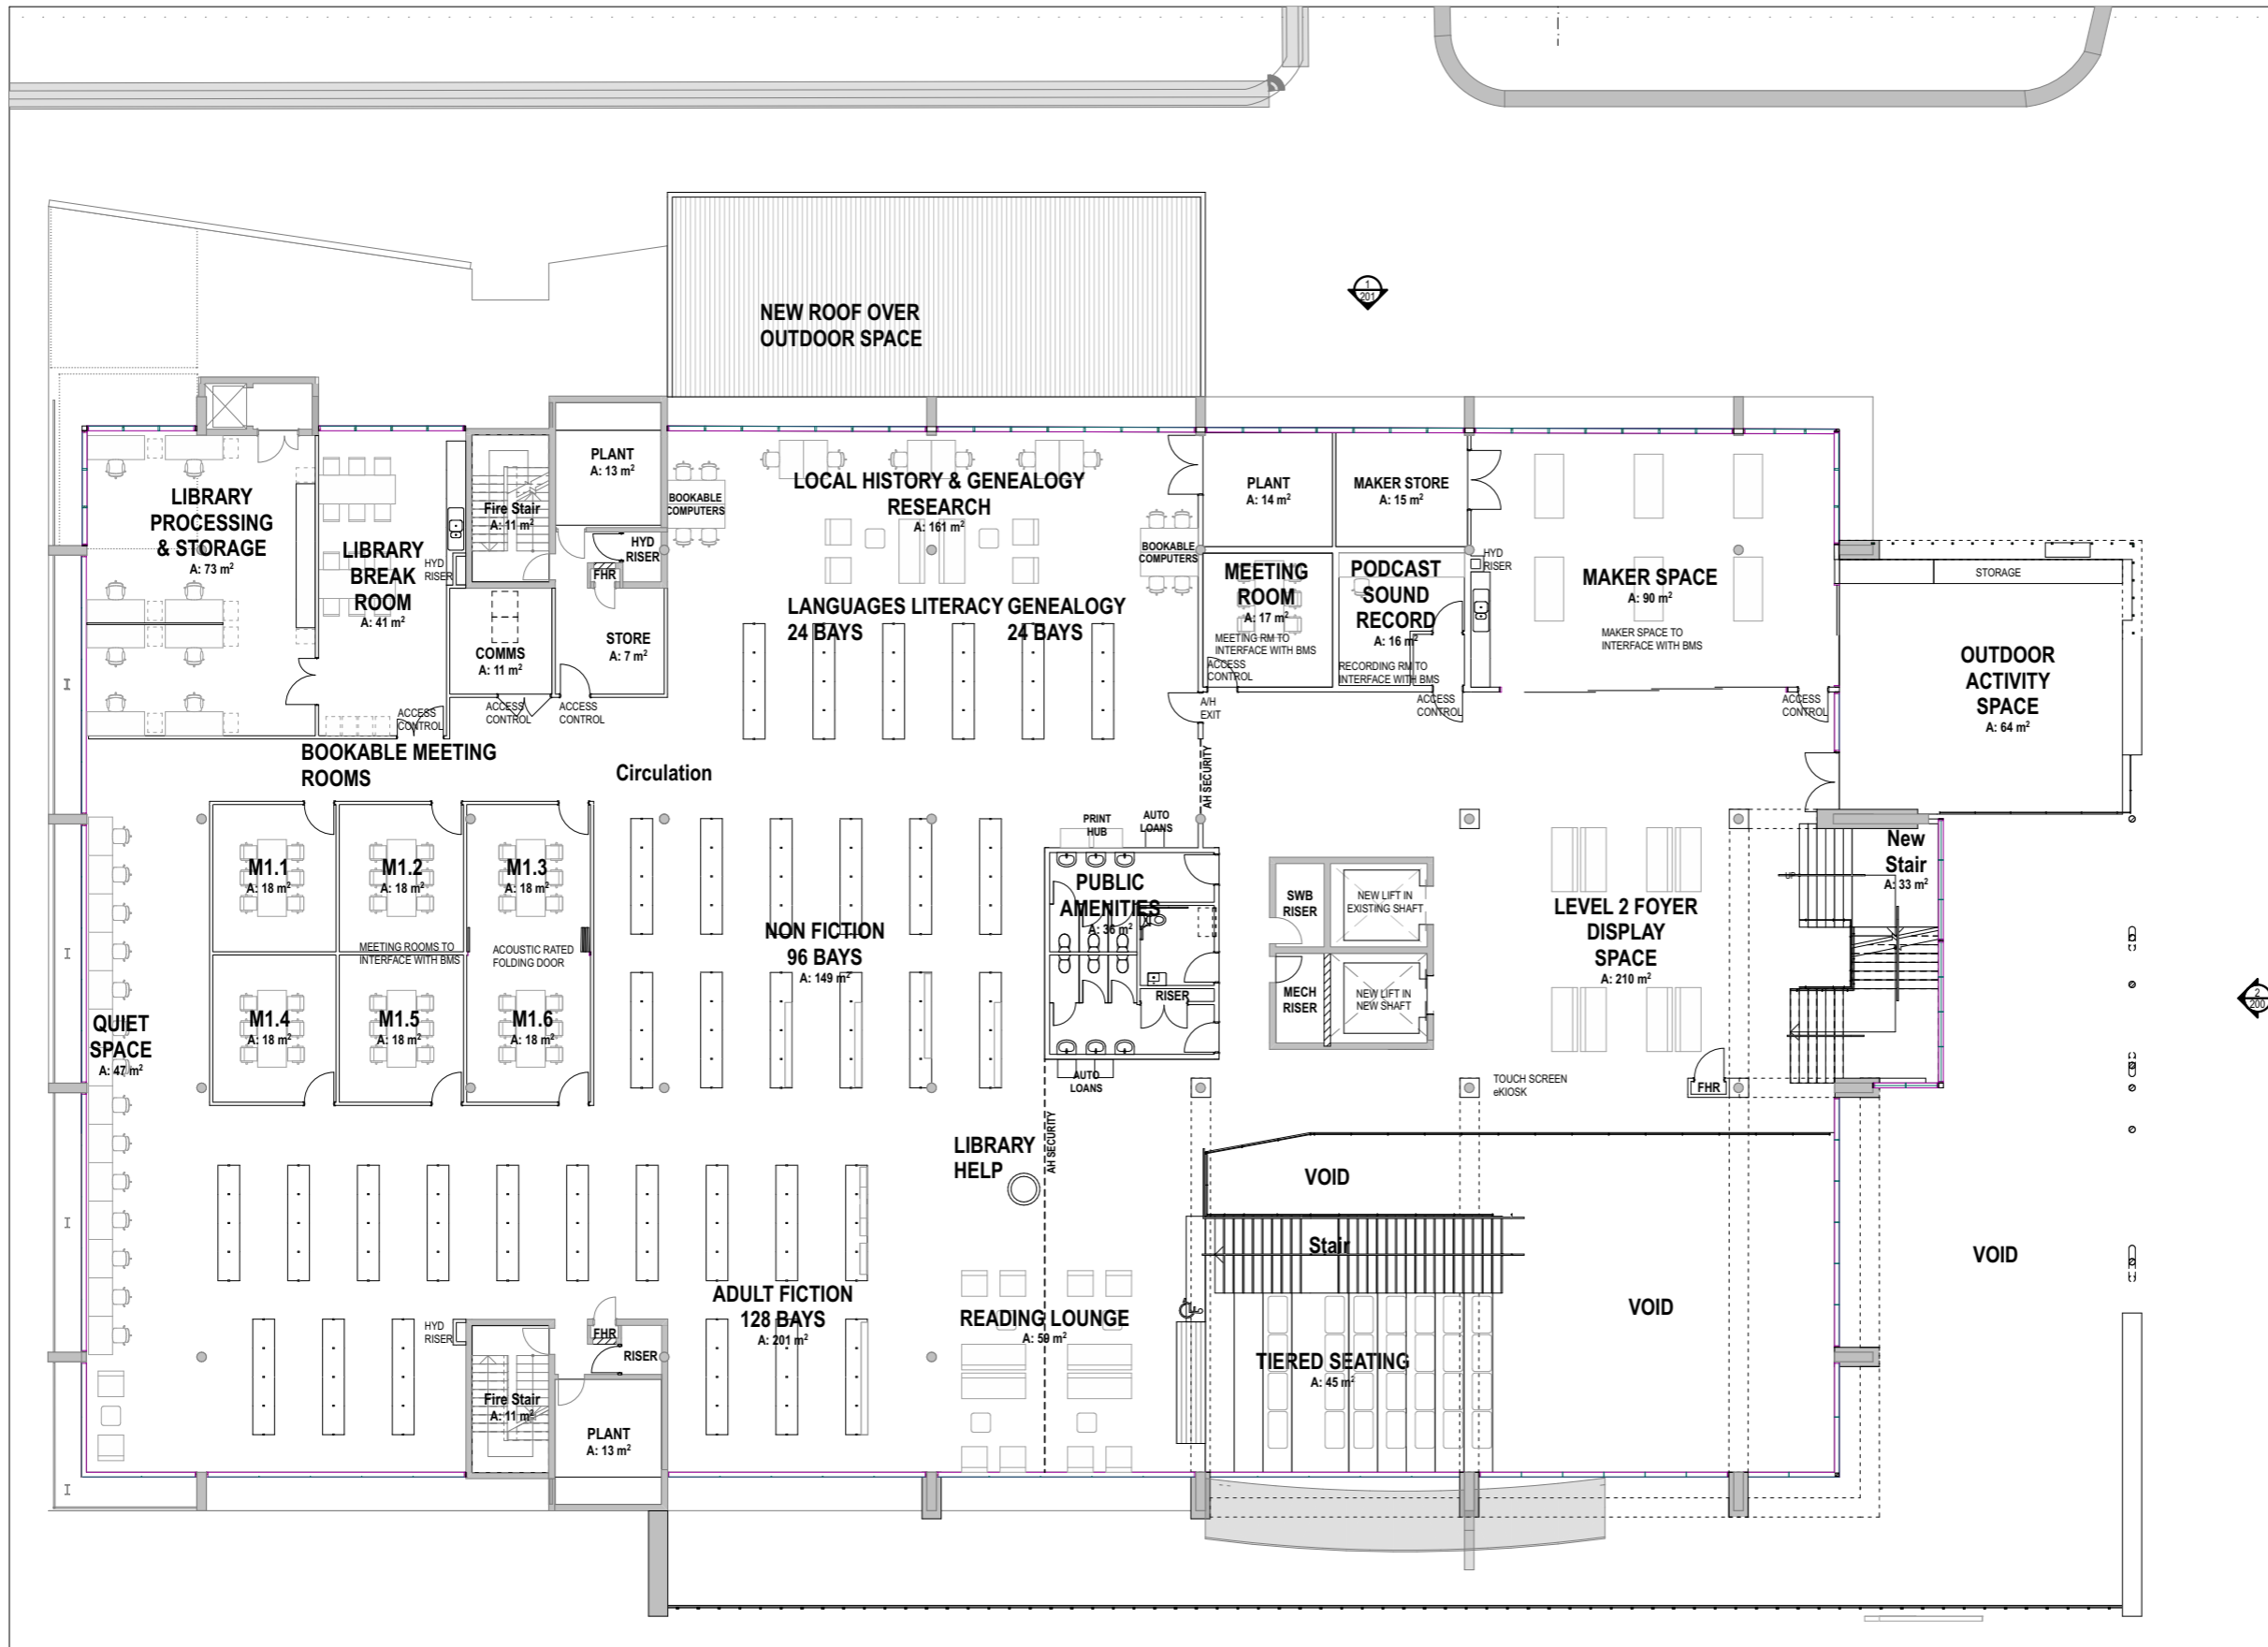 1
201
NEW ROOF OVER
OUTDOOR SPACE
PLANT
A: 13 m²
LIBRARY
PROCESSING
& STORAGE
A: 73 m²
LIBRARY
BREAK
ROOM
A: 41 m²
HYD
RISER
Fire Stair
A: 11 m²
HYD
RISER
FHR
COMMS
A: 11 m²
STORE
A: 7 m²
ACCESS
CONTROL
ACCESS
CONTROL
ACCESS
CONTROL
BOOKABLE
COMPUTERS
LOCAL HISTORY & GENEALOGY
RESEARCH
A: 161 m²
BOOKABLE
COMPUTERS
LANGUAGES LITERACY GENEALOGY
24 BAYS
24 BAYS
PLANT
A: 14 m²
MAKER STORE
A: 15 m²
MEETING
ROOM
A: 17 m²
MEETING RM TO
INTERFACE WITH BMS
ACCESS
CONTROL
A/H
EXIT
PODCAST
SOUND
RECORD
A: 16 m²
RECORDING RM TO
INTERFACE WITH BMS
ACCESS
CONTROL
HYD
RISER
MAKER SPACE
A: 90 m²
MAKER SPACE TO
INTERFACE WITH BMS
ACCESS
CONTROL
STORAGE
OUTDOOR
ACTIVITY
SPACE
A: 64 m²
BOOKABLE MEETING
ROOMS
Circulation
AH SECURITY
PRINT
HUB
AUTO
LOANS
M1.1
A: 18 m²
M1.2
A: 18 m²
M1.3
A: 18 m²
MEETING ROOMS TO
INTERFACE WITH BMS
ACOUSTIC RATED
FOLDING DOOR
M1.4
A: 18 m²
M1.5
A: 18 m²
M1.6
A: 18 m²
QUIET
SPACE
A: 47 m²
NON FICTION
96 BAYS
A: 149 m²
PUBLIC
AMENITIES
A: 36 m²
RISER
AUTO
LOANS
SWB
RISER
NEW LIFT IN
EXISTING SHAFT
MECH
RISER
NEW LIFT IN
NEW SHAFT
LEVEL 2 FOYER
DISPLAY
SPACE
A: 210 m²
New
Stair
A: 33 m²
UP
2
200
TOUCH SCREEN
eKIOSK
FHR
LIBRARY
HELP
AH SECURITY
VOID
Stair
VOID
VOID
ADULT FICTION
128 BAYS
A: 201 m²
READING LOUNGE
A: 59 m²
TIERED SEATING
A: 45 m²
HYD
RISER
FHR
RISER
Fire Stair
A: 11 m²
PLANT
A: 13 m²